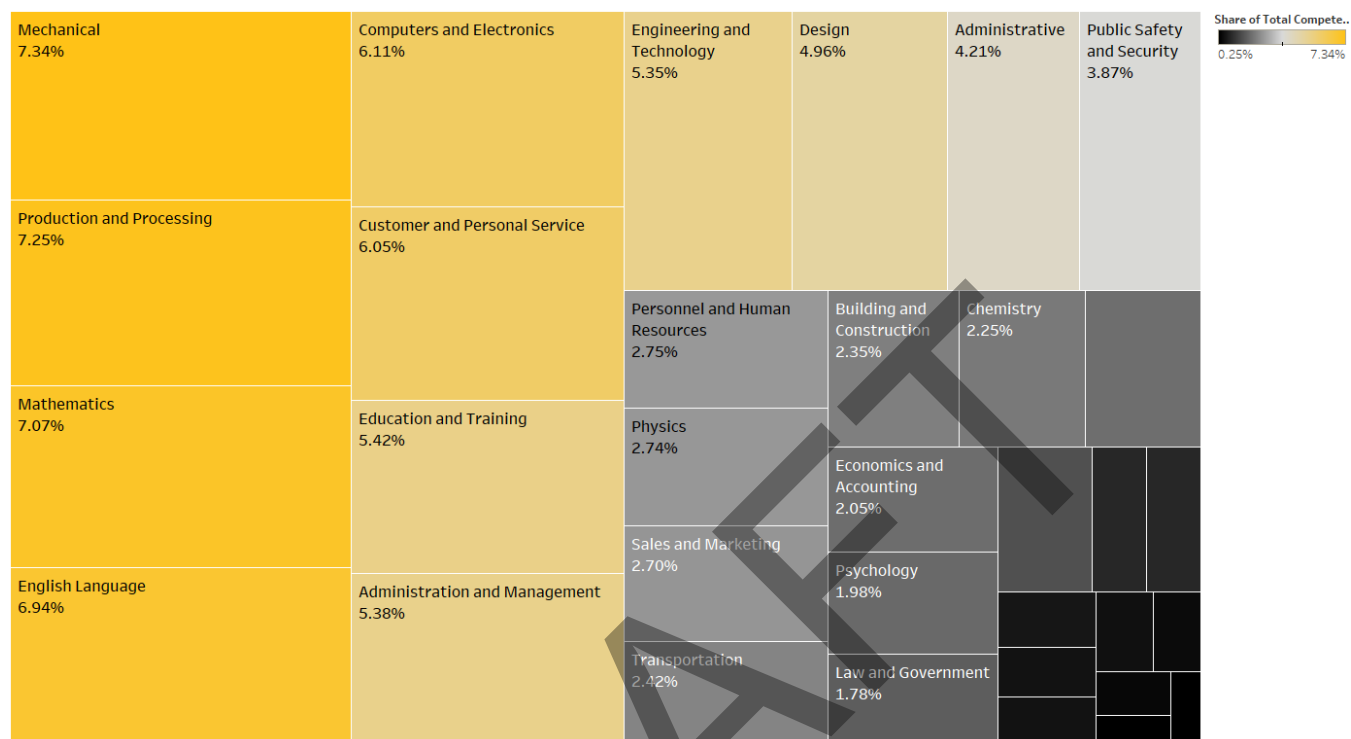 Mechanical
7.34%
Production and Processing
7.25%
Mathematics
7.07%
English Language
6.94%
Computers and Electronics
6.11%
Customer and Personal Service
6.05%
Education and Training
5.42%
Administration and Management
5.38%
Engineering and
Technology
5.35%
Design
4.96%
Administrative
4.21%
Public Safety
and Security
3.87%
Personnel and Human
Resources
2.75%
Physics
2.74%
Sales and Marketing
2.70%
Transportation
2.42%
Building and
Construction
2.35%
Chemistry
2.25%
Economics and
Accounting
2.05%
Psychology
1.98%
Law and Government
1.78%
Share of Total Compete..
0.25% 7.34%
AFT